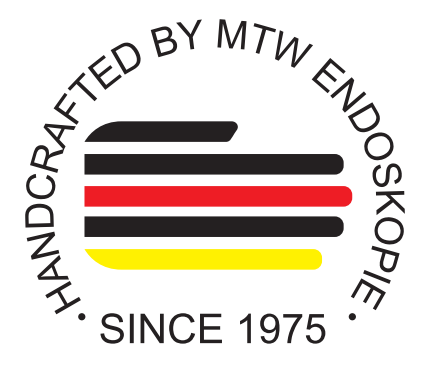 HANDCRAFTED BY MTW ENDOSKOPIE
· SINCE 1975 ·